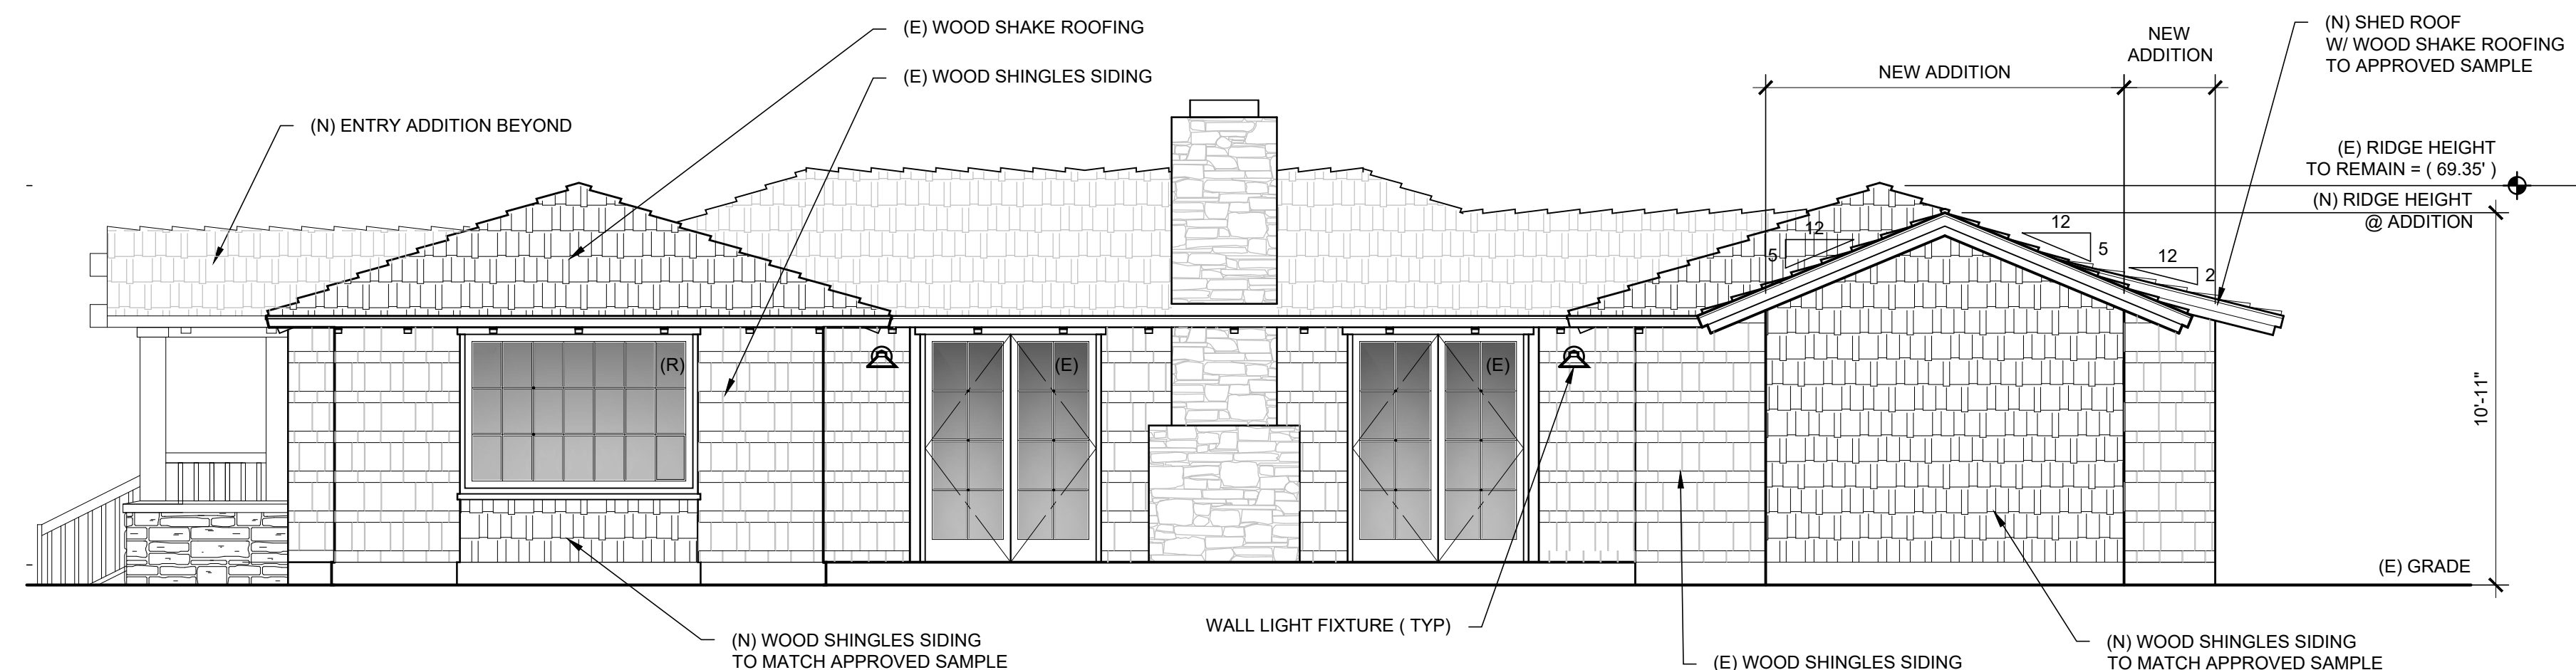 (E) WOOD SHAKE ROOFING
(E) WOOD SHINGLES SIDING
(N) ENTRY ADDITION BEYOND
NEW ADDITION
NEW
ADDITION
(N) SHED ROOF
W/ WOOD SHAKE ROOFING
TO APPROVED SAMPLE
(E) RIDGE HEIGHT
TO REMAIN = ( 69.35' )
(N) RIDGE HEIGHT
@ ADDITION
12
5
12
5
12
2
(R)
(E)
(E)
10'-11"
(E) GRADE
WALL LIGHT FIXTURE ( TYP)
(N) WOOD SHINGLES SIDING
TO MATCH APPROVED SAMPLE
(E) WOOD SHINGLES SIDING
(N) WOOD SHINGLES SIDING
TO MATCH APPROVED SAMPLE